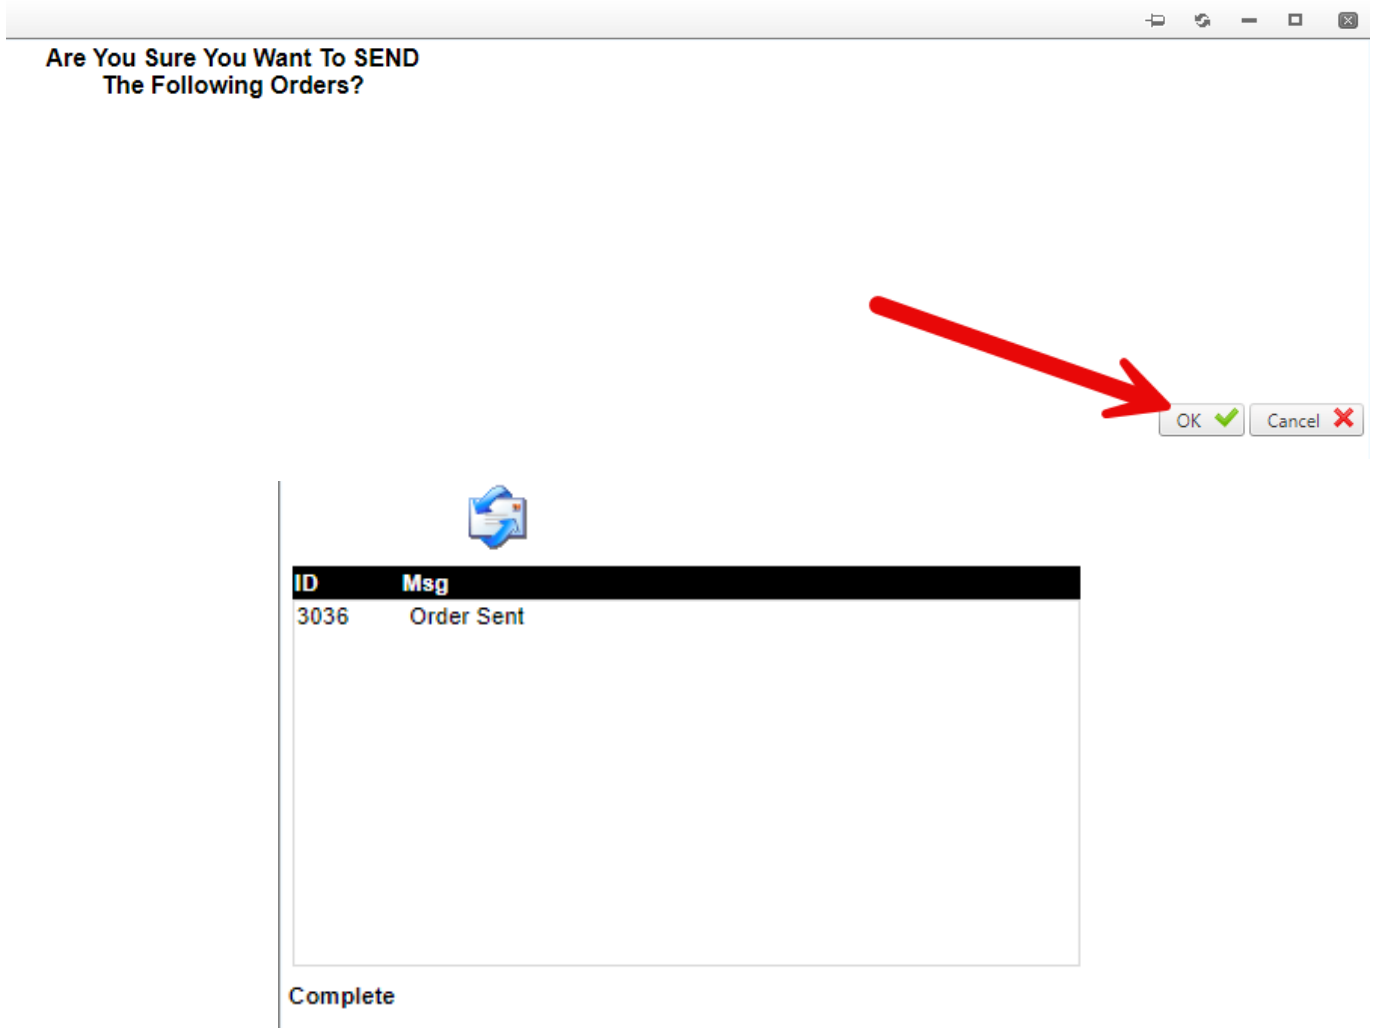 Are You Sure You Want To SEND
The Following Orders?
OK Cancel
ID Msg
3036 Order Sent
Complete